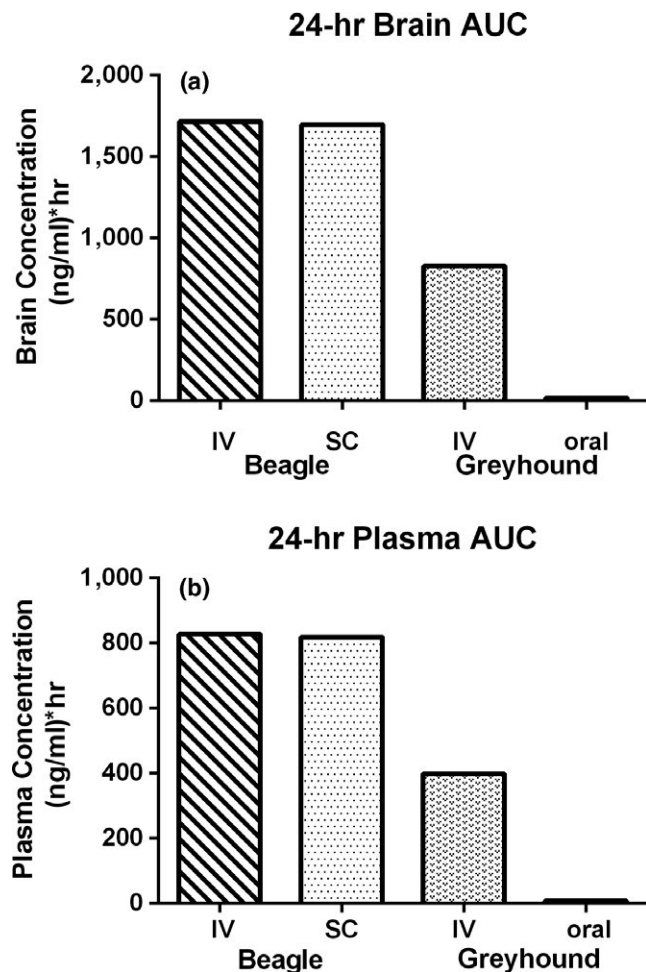 24-hr Brain AUC
(a)
Brain Concentration
(ng/ml)*hr
2,000
1,500
1,000
500
0
IV SC IV oral
Beagle Greyhound
24-hr Plasma AUC
(b)
Plasma Concentration
(ng/ml)*hr
1,000
800
600
400
200
0
IV SC IV oral
Beagle Greyhound